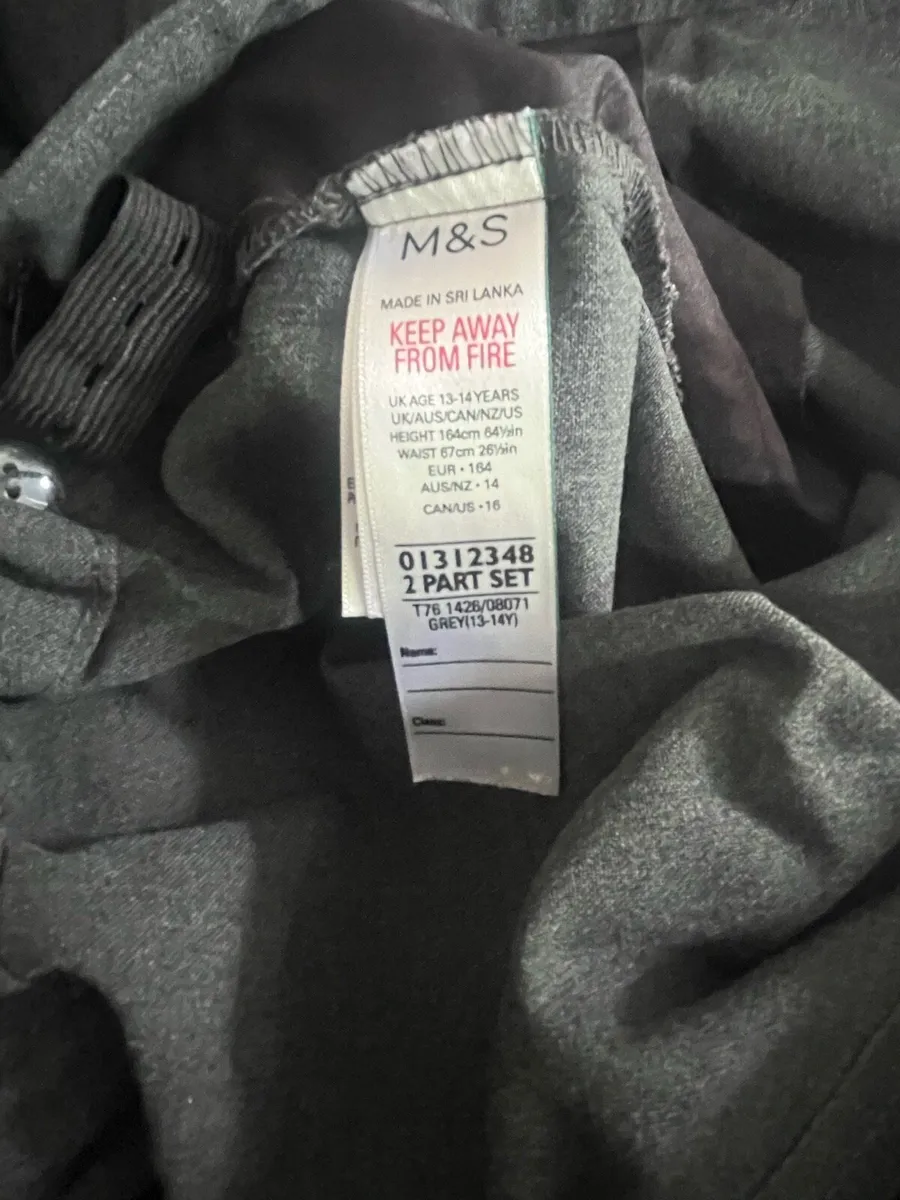 M&S
MADE IN SRI LANKA
KEEP AWAY
FROM FIRE
UK AGE 13-14 YEARS
UK/AUS/CAN/NZ/US
HEIGHT 164cm 64½in
WAIST 67cm 26½in
EUR • 164
AUS/NZ • 14
CAN/US • 16
01312348
2 PART SET
T76 1426/08071
GREY(13-14Y)
Name:
Class: